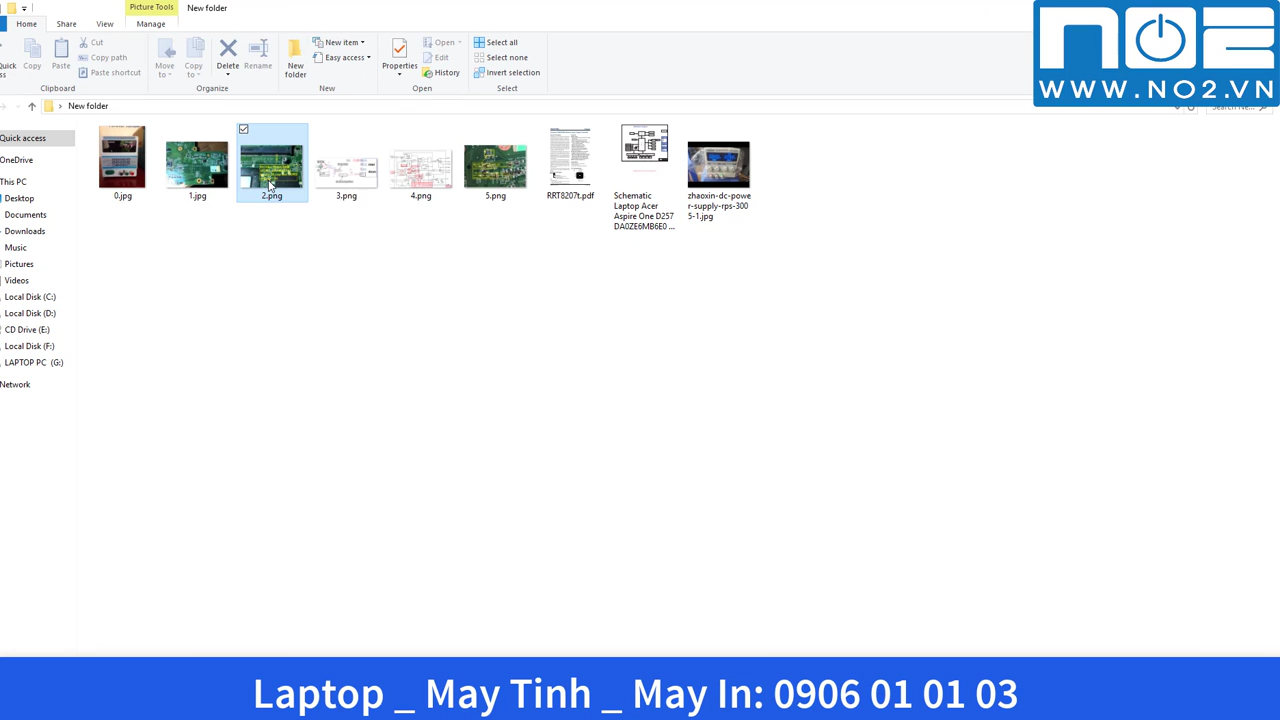 Picture Tools
New folder
Home
Share
View
Manage
Quick
Copy
Paste
Cut
Copy path
Paste shortcut
Clipboard
Move to
Copy to
Delete
Rename
Organize
New folder
New item
Easy access
New
Properties
Open
Edit
History
Open
Select all
Select none
Invert selection
Select
NO2
WWW.NO2.VN
New folder
Search Ne...
Quick access
OneDrive
This PC
Desktop
Documents
Downloads
Music
Pictures
Videos
Local Disk (C:)
Local Disk (D:)
CD Drive (E:)
Local Disk (F:)
LAPTOP PC (G:)
Network
0.jpg
1.jpg
2.png
3.png
4.png
5.png
RRT8207t.pdf
Schematic
Laptop Acer
Aspire One D257
DA0ZE6MB6E0 ...
zhaoxin-dc-powe
r-supply-rps-300
5-1.jpg
Laptop _ May Tinh _ May In: 0906 01 01 03